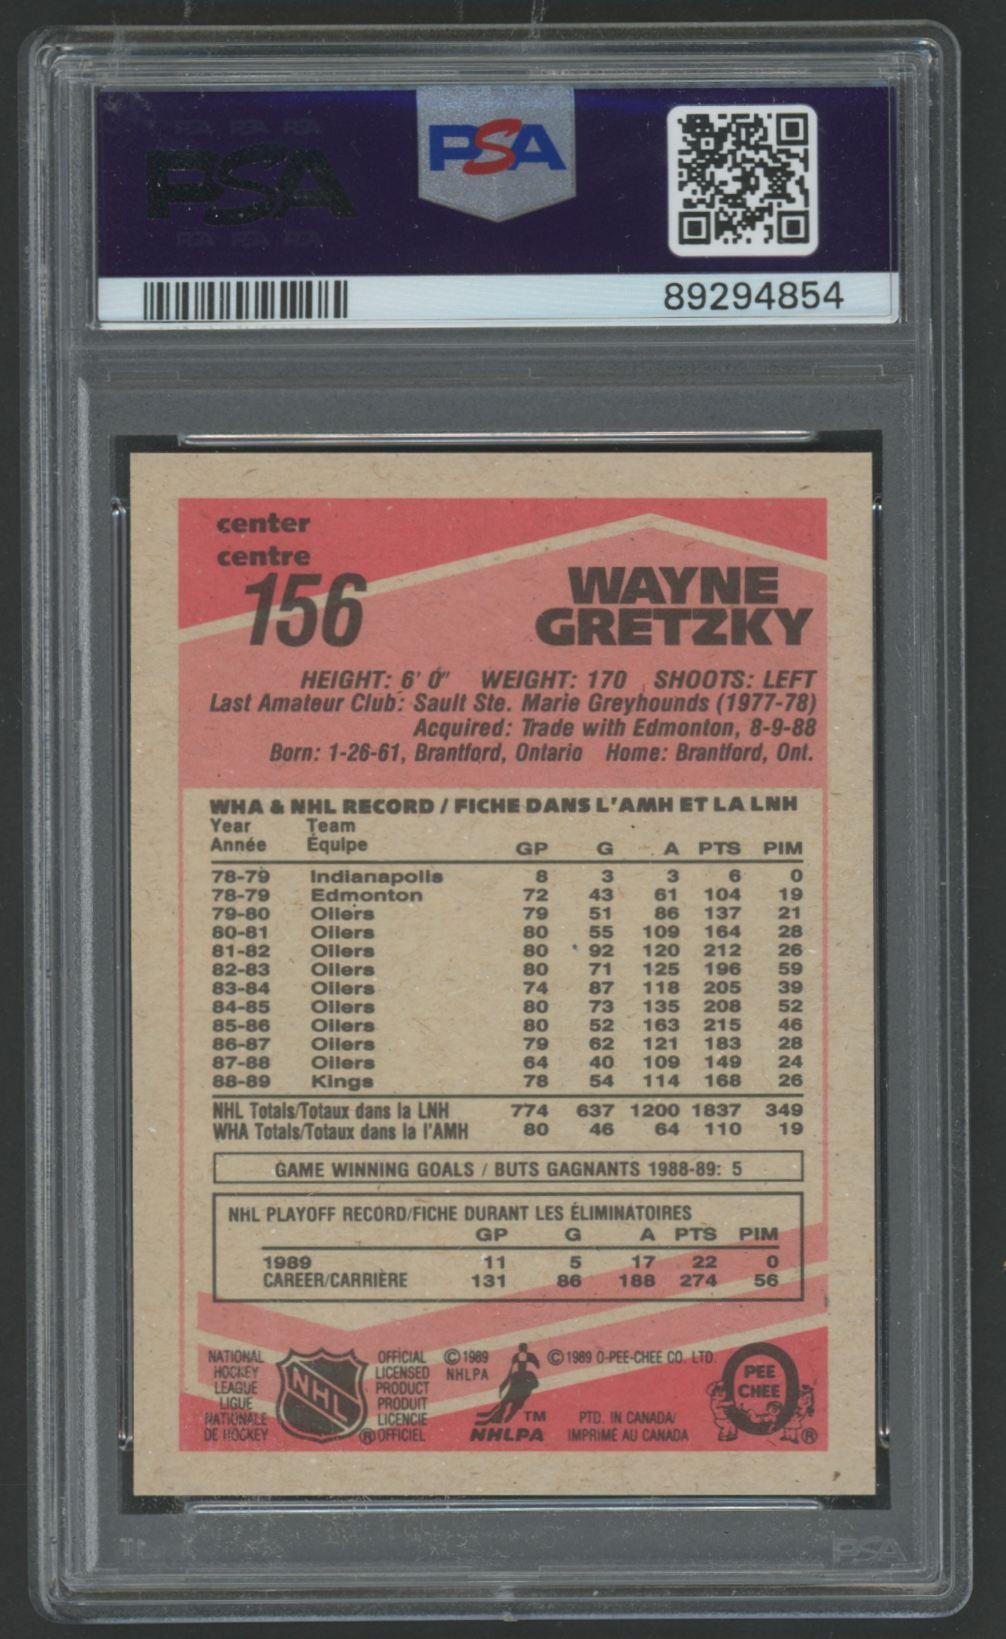 PSA PSA PSA
PSA
PSA PSA PSA
PSA
89294854
center
centre
156
WAYNE
GRETZKY
HEIGHT: 6' 0" WEIGHT: 170 SHOOTS: LEFT
Last Amateur Club: Sault Ste. Marie Greyhounds (1977-78)
Acquired: Trade with Edmonton, 8-9-88
Born: 1-26-61, Brantford, Ontario Home: Brantford, Ont.
WHA & NHL RECORD / FICHE DANS L'AMH ET LA LNH
Year Team
Année Équipe GP G A PTS PIM
78-79 Indianapolis 8 3 3 6 0
78-79 Edmonton 72 43 61 104 19
79-80 Oilers 79 51 86 137 21
80-81 Oilers 80 55 109 164 28
81-82 Oilers 80 92 120 212 26
82-83 Oilers 80 71 125 196 59
83-84 Oilers 74 87 118 205 39
84-85 Oilers 80 73 135 208 52
85-86 Oilers 80 52 163 215 46
86-87 Oilers 79 62 121 183 28
87-88 Oilers 64 40 109 149 24
88-89 Kings 78 54 114 168 26
NHL Totals/Totaux dans la LNH 774 637 1200 1837 349
WHA Totals/Totaux dans la l'AMH 80 46 64 110 19
GAME WINNING GOALS / BUTS GAGNANTS 1988-89: 5
NHL PLAYOFF RECORD/FICHE DURANT LES ÉLIMINATOIRES
GP G A PTS PIM
1989 11 5 17 22 0
CAREER/CARRIÈRE 131 86 188 274 56
NATIONAL
HOCKEY
LEAGUE
LIGUE
NATIONALE
DE HOCKEY
NHL
OFFICIAL
LICENSED
PRODUCT
PRODUIT
LICENCIE
® OFFICIEL
© 1989
NHLPA
TM
NHLPA
© 1989 O-PEE-CHEE CO. LTD.
PTD. IN CANADA/
IMPRIMÉ AU CANADA
O
PEE
CHEE
®
PSA